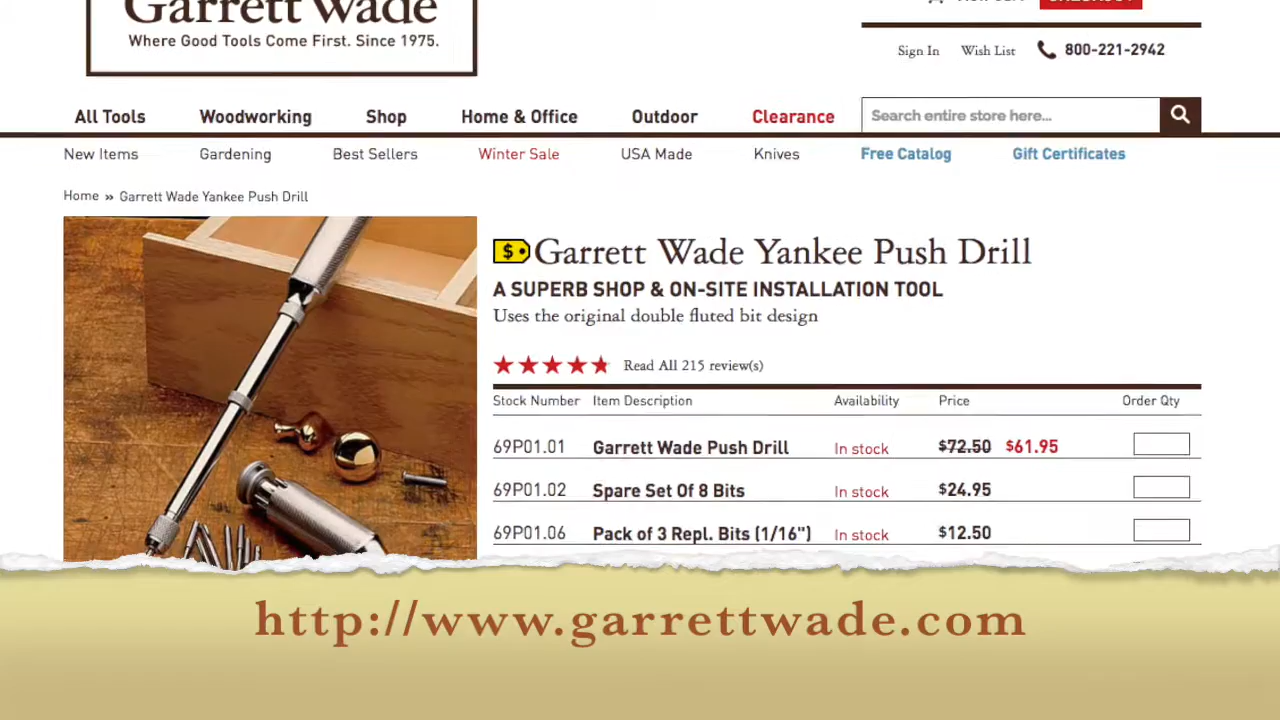 Garrett Wade
Where Good Tools Come First. Since 1975.
CHECKOUT
Sign In Wish List 800-221-2942
All Tools Woodworking Shop Home & Office Outdoor Clearance Search entire store here...
New Items Gardening Best Sellers Winter Sale USA Made Knives Free Catalog Gift Certificates
Home » Garrett Wade Yankee Push Drill
$ Garrett Wade Yankee Push Drill
A SUPERB SHOP & ON-SITE INSTALLATION TOOL
Uses the original double fluted bit design
Read All 215 review(s)
Stock Number Item Description Availability Price Order Qty
69P01.01 Garrett Wade Push Drill In stock $72.50 $61.95
69P01.02 Spare Set Of 8 Bits In stock $24.95
69P01.06 Pack of 3 Repl. Bits (1/16") In stock $12.50
http://www.garrettwade.com